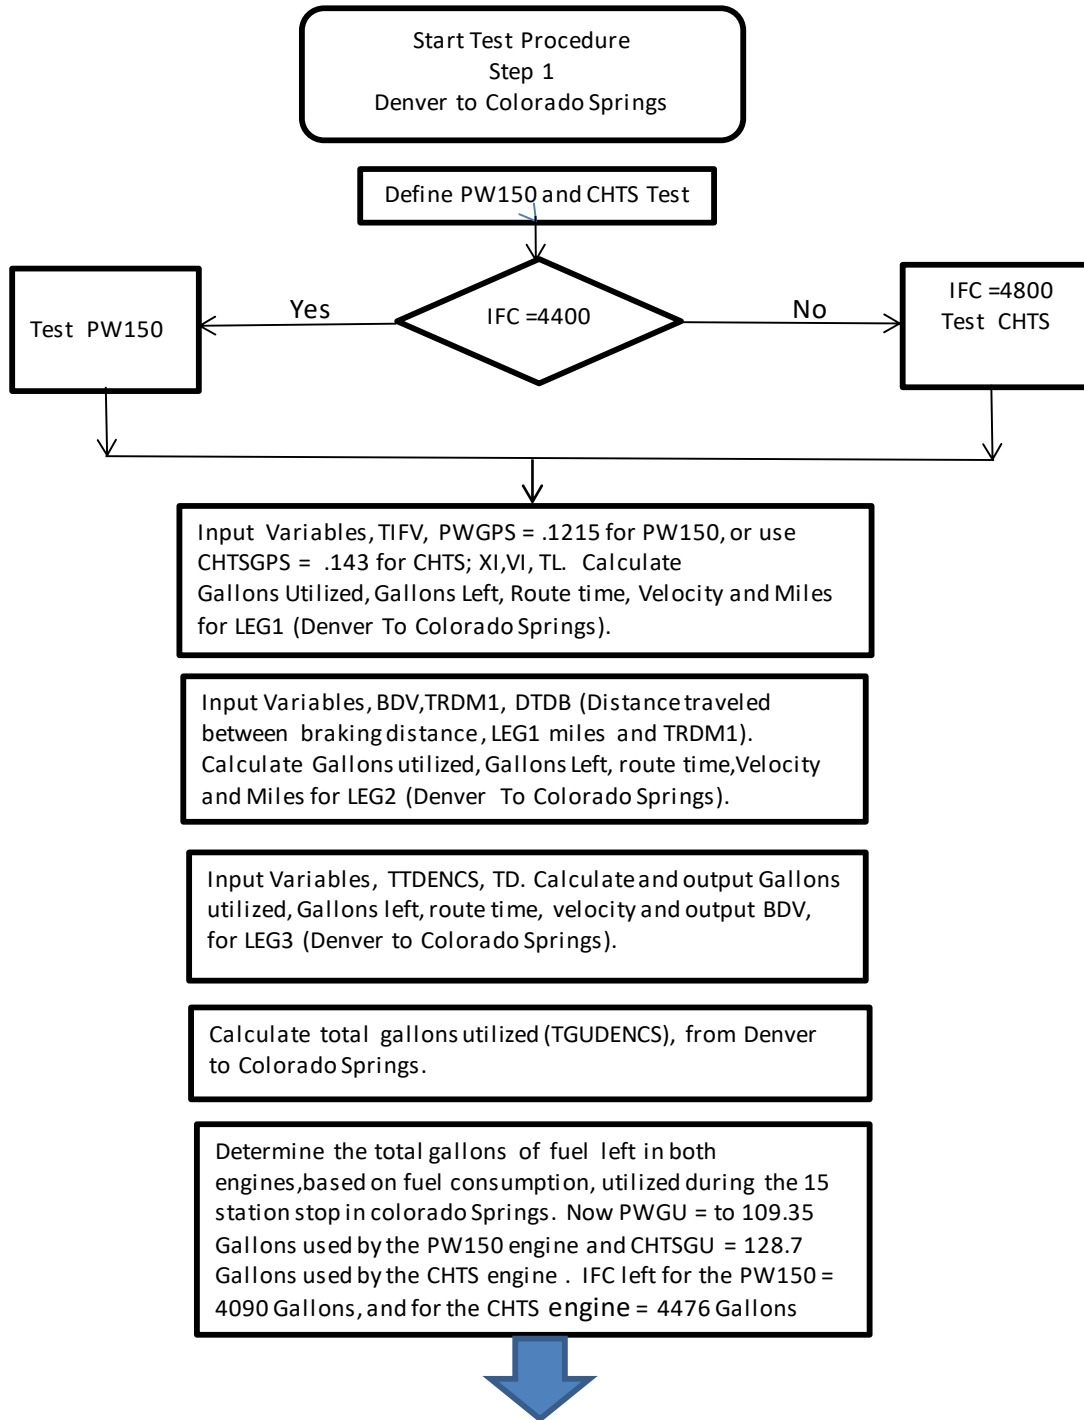 Start Test Procedure
Step 1
Denver to Colorado Springs
Define PW150 and CHTS Test
Yes
IFC =4400
No
Test PW150
IFC =4800
Test CHTS
Input Variables, TIFV, PWGPS = .1215 for PW150, or use
CHTSGPS = .143 for CHTS; XI,VI, TL. Calculate
Gallons Utilized, Gallons Left, Route time, Velocity and Miles
for LEG1 (Denver To Colorado Springs).
Input Variables, BDV,TRDM1, DTDB (Distance traveled
between braking distance, LEG1 miles and TRDM1).
Calculate Gallons utilized, Gallons Left, route time,Velocity
and Miles for LEG2 (Denver To Colorado Springs).
Input Variables, TTDENCS, TD. Calculate and output Gallons
utilized, Gallons left, route time, velocity and output BDV,
for LEG3 (Denver to Colorado Springs).
Calculate total gallons utilized (TGUDENCS), from Denver
to Colorado Springs.
Determine the total gallons of fuel left in both
engines,based on fuel consumption, utilized during the 15
station stop in colorado Springs. Now PWGU = to 109.35
Gallons used by the PW150 engine and CHTSGU = 128.7
Gallons used by the CHTS engine . IFC left for the PW150 =
4090 Gallons, and for the CHTS engine = 4476 Gallons